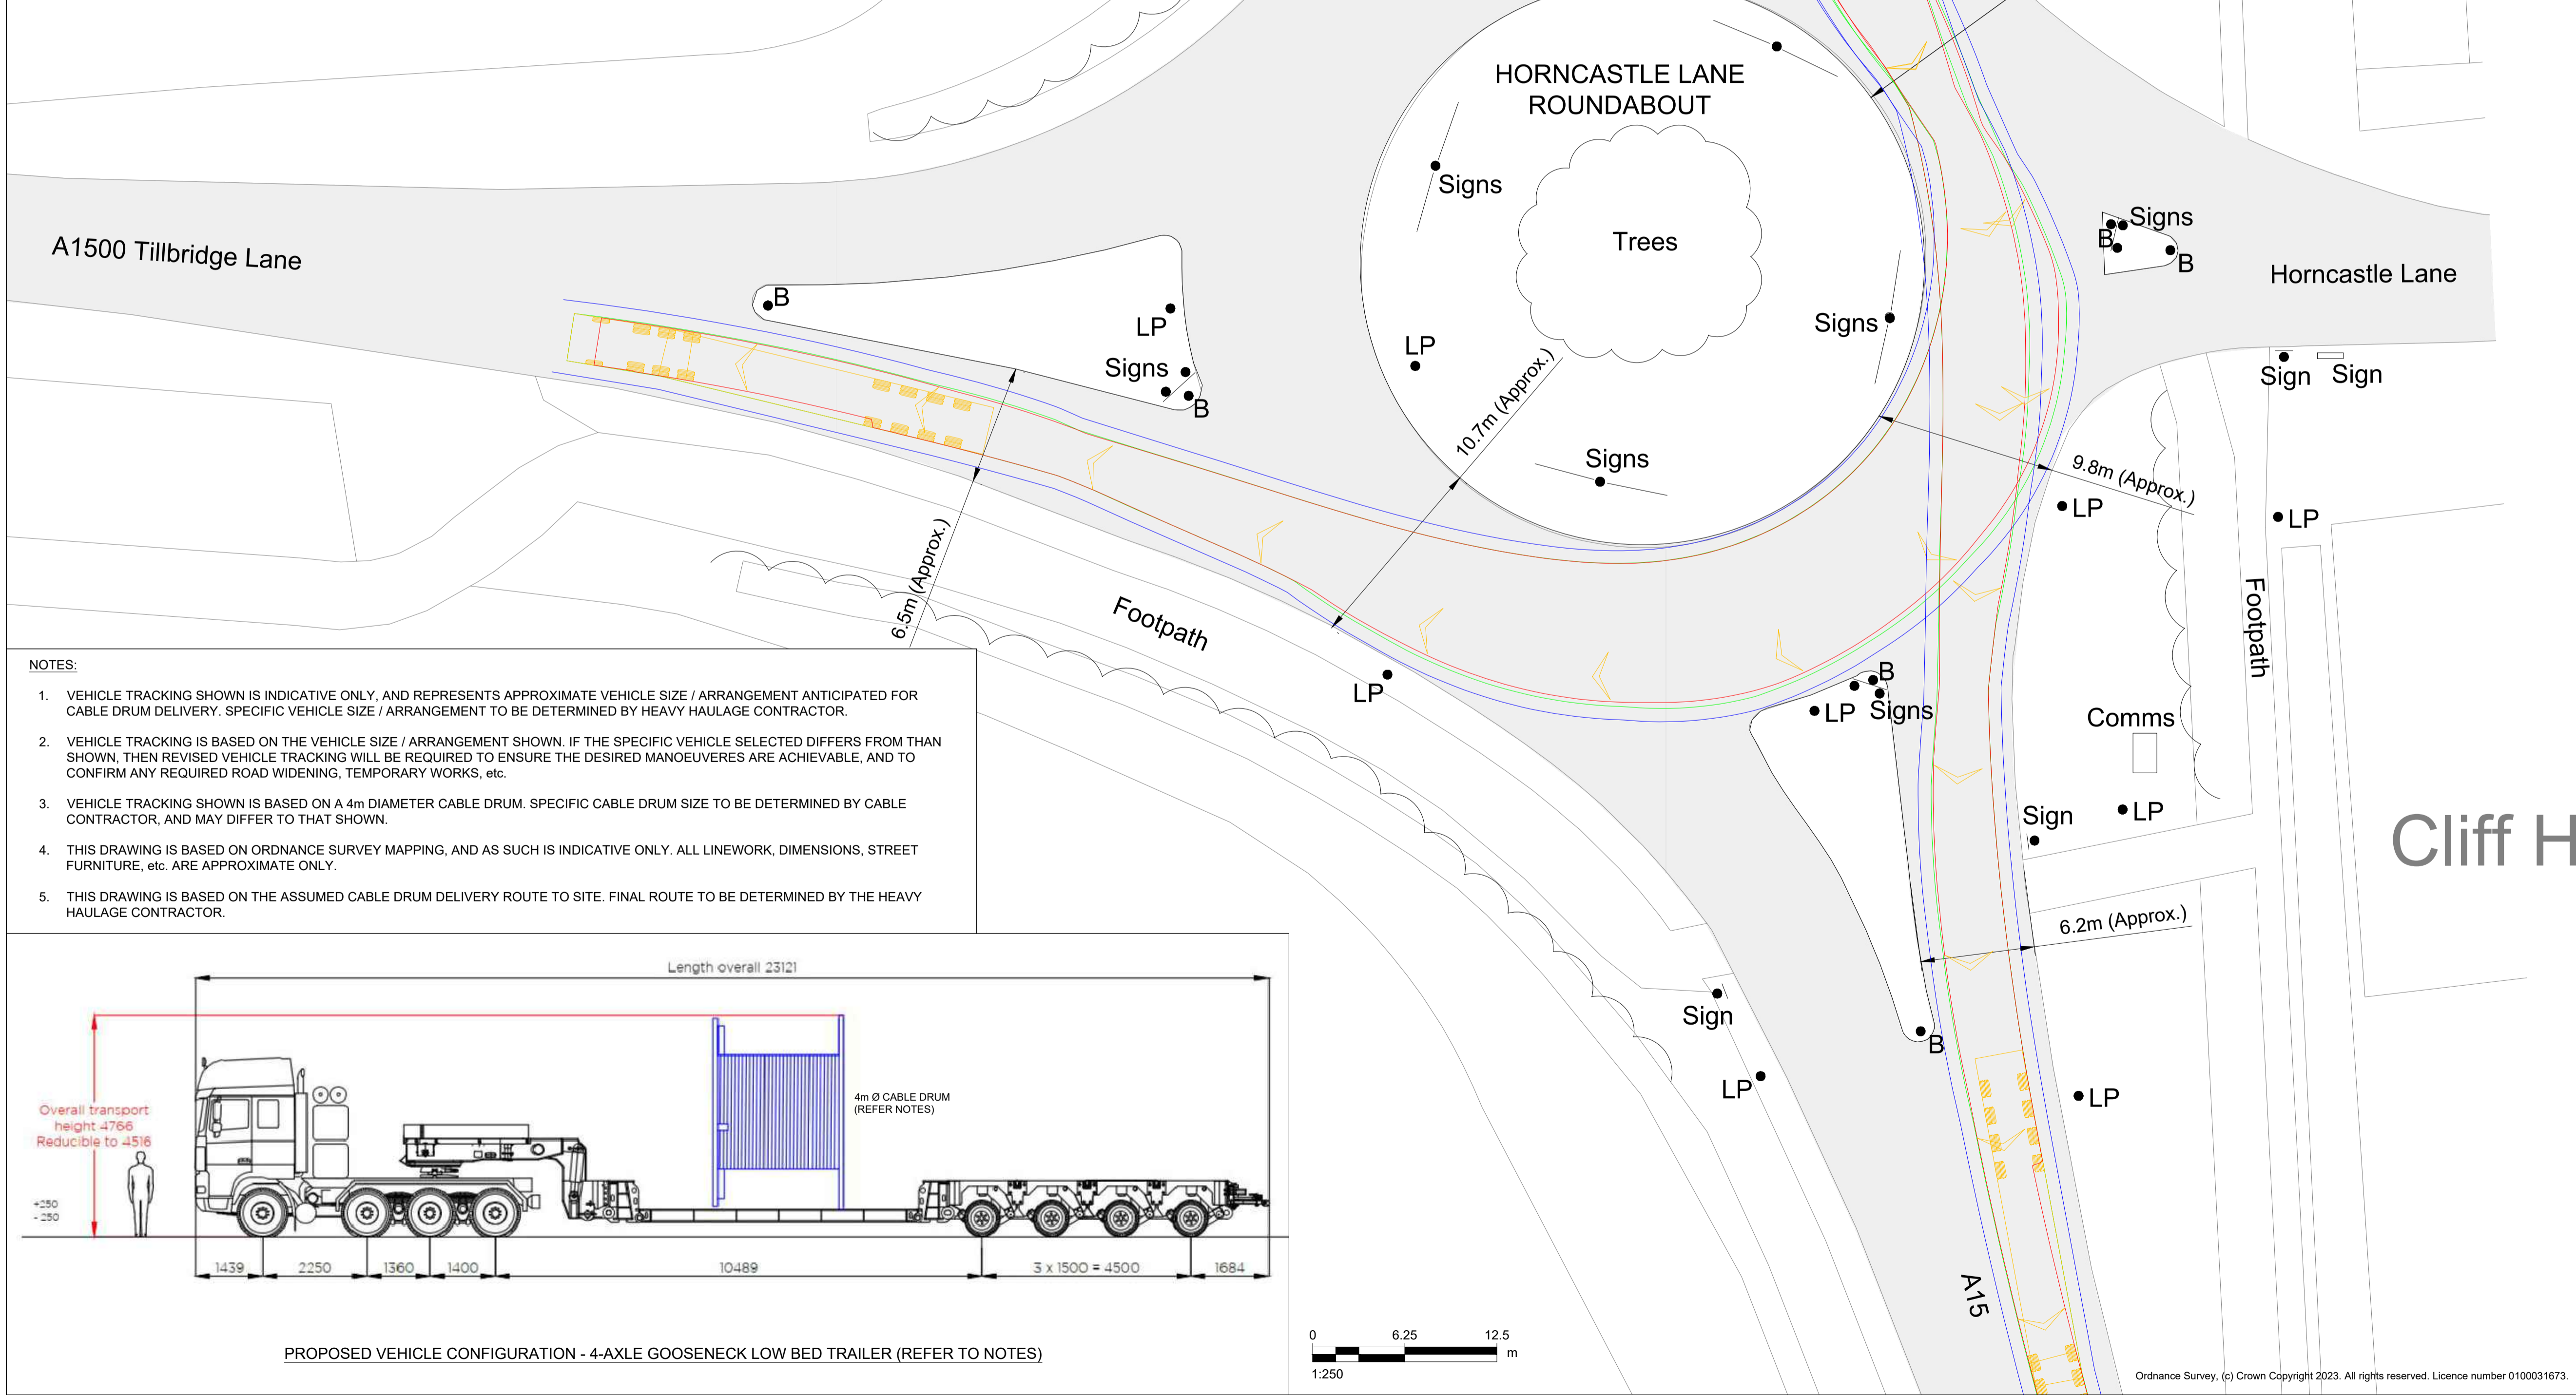 HORNCASTLE LANE
ROUNDABOUT
Signs
Trees
Signs
LP
Signs
10.7m (Approx.)
A1500 Tillbridge Lane
B
LP
Signs
B
6.5m (Approx.)
Footpath
LP
Signs
B
B
Horncastle Lane
Sign
Sign
9.8m (Approx.)
LP
LP
Footpath
B
LP
Signs
Comms
Sign
LP
Cliff H
6.2m (Approx.)
Sign
B
LP
LP
A15
NOTES:
1. VEHICLE TRACKING SHOWN IS INDICATIVE ONLY, AND REPRESENTS APPROXIMATE VEHICLE SIZE / ARRANGEMENT ANTICIPATED FOR
CABLE DRUM DELIVERY. SPECIFIC VEHICLE SIZE / ARRANGEMENT TO BE DETERMINED BY HEAVY HAULAGE CONTRACTOR.
2. VEHICLE TRACKING IS BASED ON THE VEHICLE SIZE / ARRANGEMENT SHOWN. IF THE SPECIFIC VEHICLE SELECTED DIFFERS FROM THAN
SHOWN, THEN REVISED VEHICLE TRACKING WILL BE REQUIRED TO ENSURE THE DESIRED MANOEUVERES ARE ACHIEVABLE, AND TO
CONFIRM ANY REQUIRED ROAD WIDENING, TEMPORARY WORKS, etc.
3. VEHICLE TRACKING SHOWN IS BASED ON A 4m DIAMETER CABLE DRUM. SPECIFIC CABLE DRUM SIZE TO BE DETERMINED BY CABLE
CONTRACTOR, AND MAY DIFFER TO THAT SHOWN.
4. THIS DRAWING IS BASED ON ORDNANCE SURVEY MAPPING, AND AS SUCH IS INDICATIVE ONLY. ALL LINEWORK, DIMENSIONS, STREET
FURNITURE, etc. ARE APPROXIMATE ONLY.
5. THIS DRAWING IS BASED ON THE ASSUMED CABLE DRUM DELIVERY ROUTE TO SITE. FINAL ROUTE TO BE DETERMINED BY THE HEAVY
HAULAGE CONTRACTOR.
Length overall 23121
Overall transport
height 4766
Reducible to 4516
+250
- 250
4m Ø CABLE DRUM
(REFER NOTES)
1439
2250
1360
1400
10489
3 x 1500 = 4500
1684
PROPOSED VEHICLE CONFIGURATION - 4-AXLE GOOSENECK LOW BED TRAILER (REFER TO NOTES)
0 6.25 12.5
m
1:250
Ordnance Survey, (c) Crown Copyright 2023. All rights reserved. Licence number 0100031673.